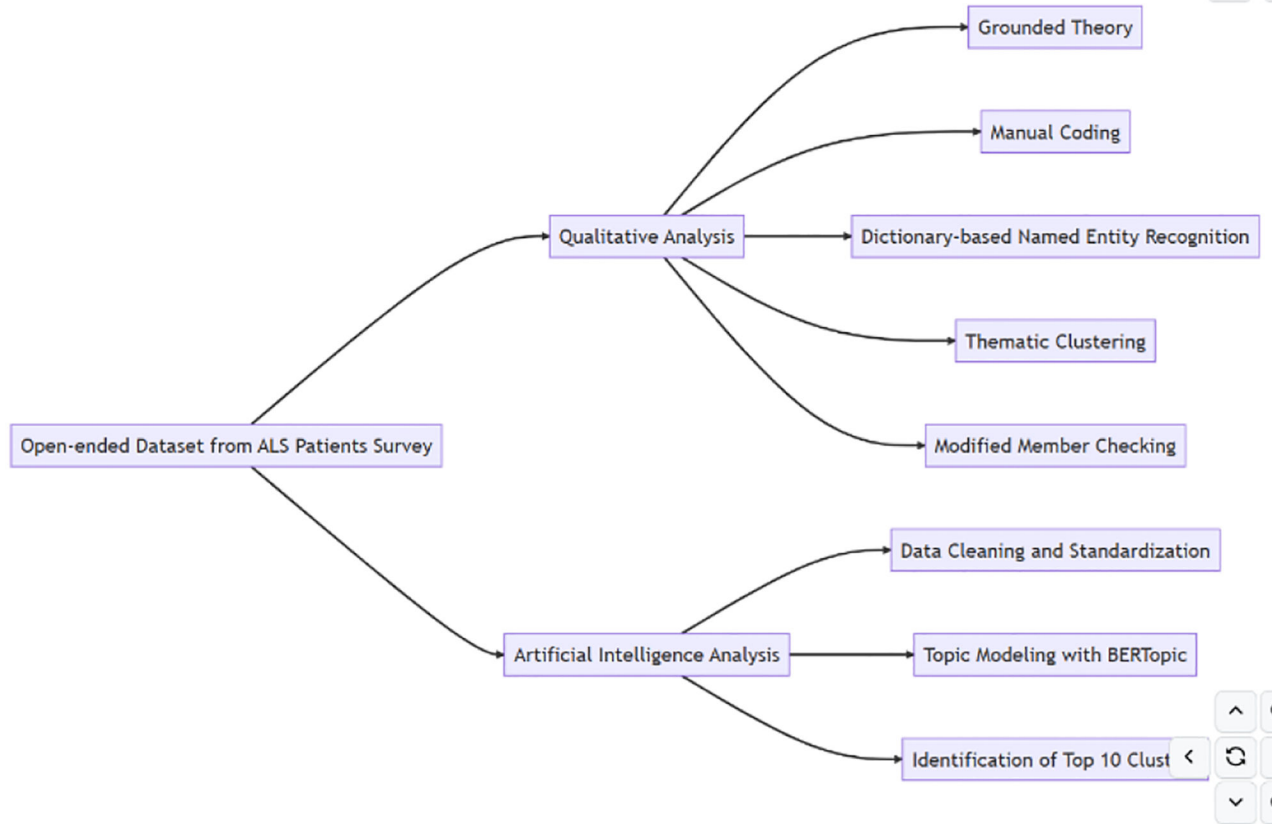 Grounded Theory
Manual Coding
Qualitative Analysis
Dictionary-based Named Entity Recognition
Thematic Clustering
Open-ended Dataset from ALS Patients Survey
Modified Member Checking
Data Cleaning and Standardization
Artificial Intelligence Analysis
Topic Modeling with BERTopic
Identification of Top 10